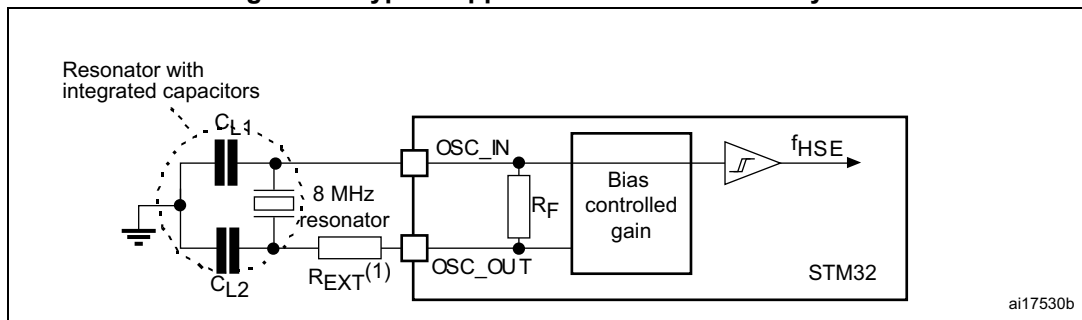 Resonator with
integrated capacitors
CL1
8 MHz
resonator
REXT(1)
CL2
OSC_IN
OSC_OUT
RF
Bias
controlled
gain
fHSE
STM32
ai17530b